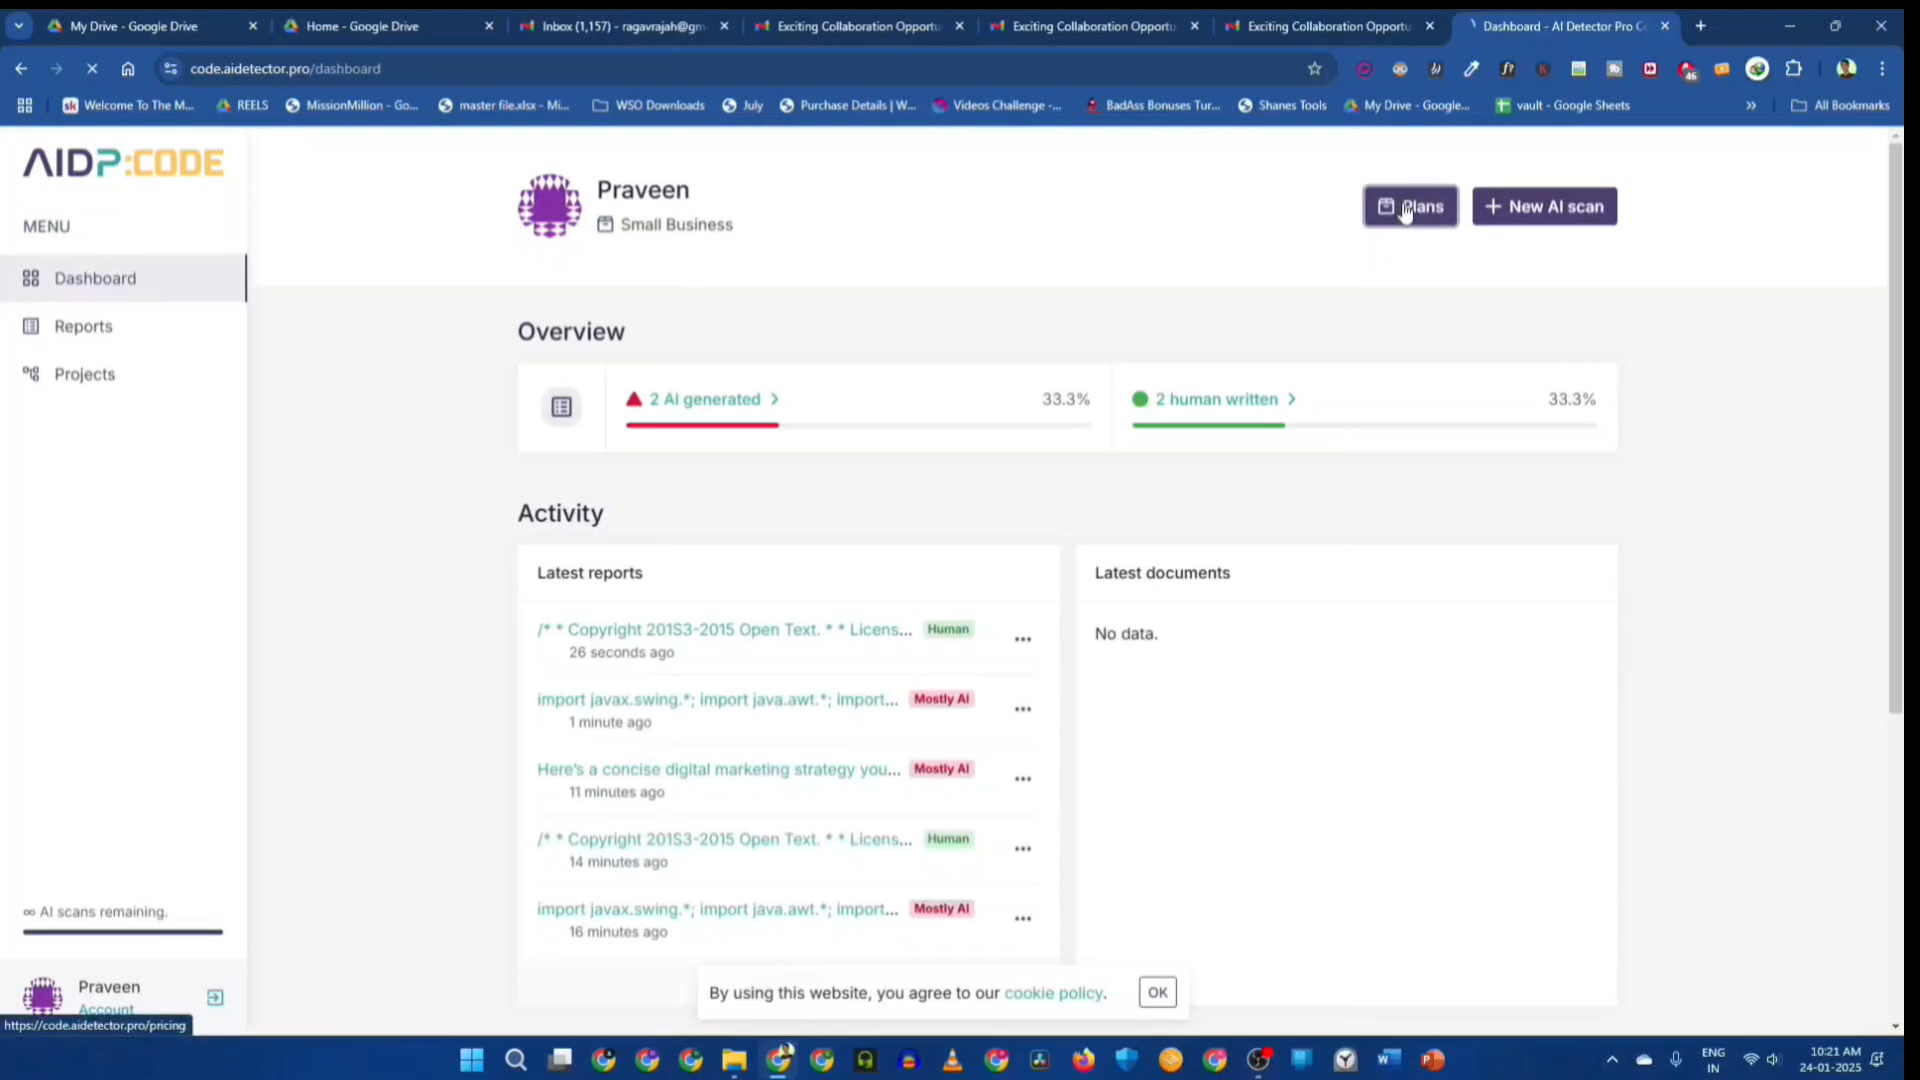 My Drive - Google Drive
Home - Google Drive
Inbox (1,157) - ragavrajah@gm
Exciting Collaboration Opportu
Exciting Collaboration Opportu
Exciting Collaboration Opportu
Dashboard - AI Detector Pro C
code.aidetector.pro/dashboard
46
sk Welcome To The M...
REELS
MissionMillion - Go...
master file.xlsx - Mi...
WSO Downloads
July
Purchase Details | W...
Videos Challenge -...
BadAss Bonuses Tur...
Shanes Tools
My Drive - Google...
vault - Google Sheets
All Bookmarks
AIDP:CODE
MENU
Dashboard
Reports
Projects
Praveen
Small Business
Plans
+ New AI scan
Overview
2 AI generated >
33.3%
2 human written >
33.3%
Activity
Latest reports
/* * Copyright 201S3-2015 Open Text. * * Licens... Human
26 seconds ago
import javax.swing.*; import java.awt.*; import... Mostly AI
1 minute ago
Here's a concise digital marketing strategy you... Mostly AI
11 minutes ago
/* * Copyright 201S3-2015 Open Text. * * Licens... Human
14 minutes ago
import javax.swing.*; import java.awt.*; import... Mostly AI
16 minutes ago
Latest documents
No data.
∞ AI scans remaining.
Praveen
Account
By using this website, you agree to our cookie policy.
OK
https://code.aidetector.pro/pricing
ENG
IN
10:21 AM
24-01-2025